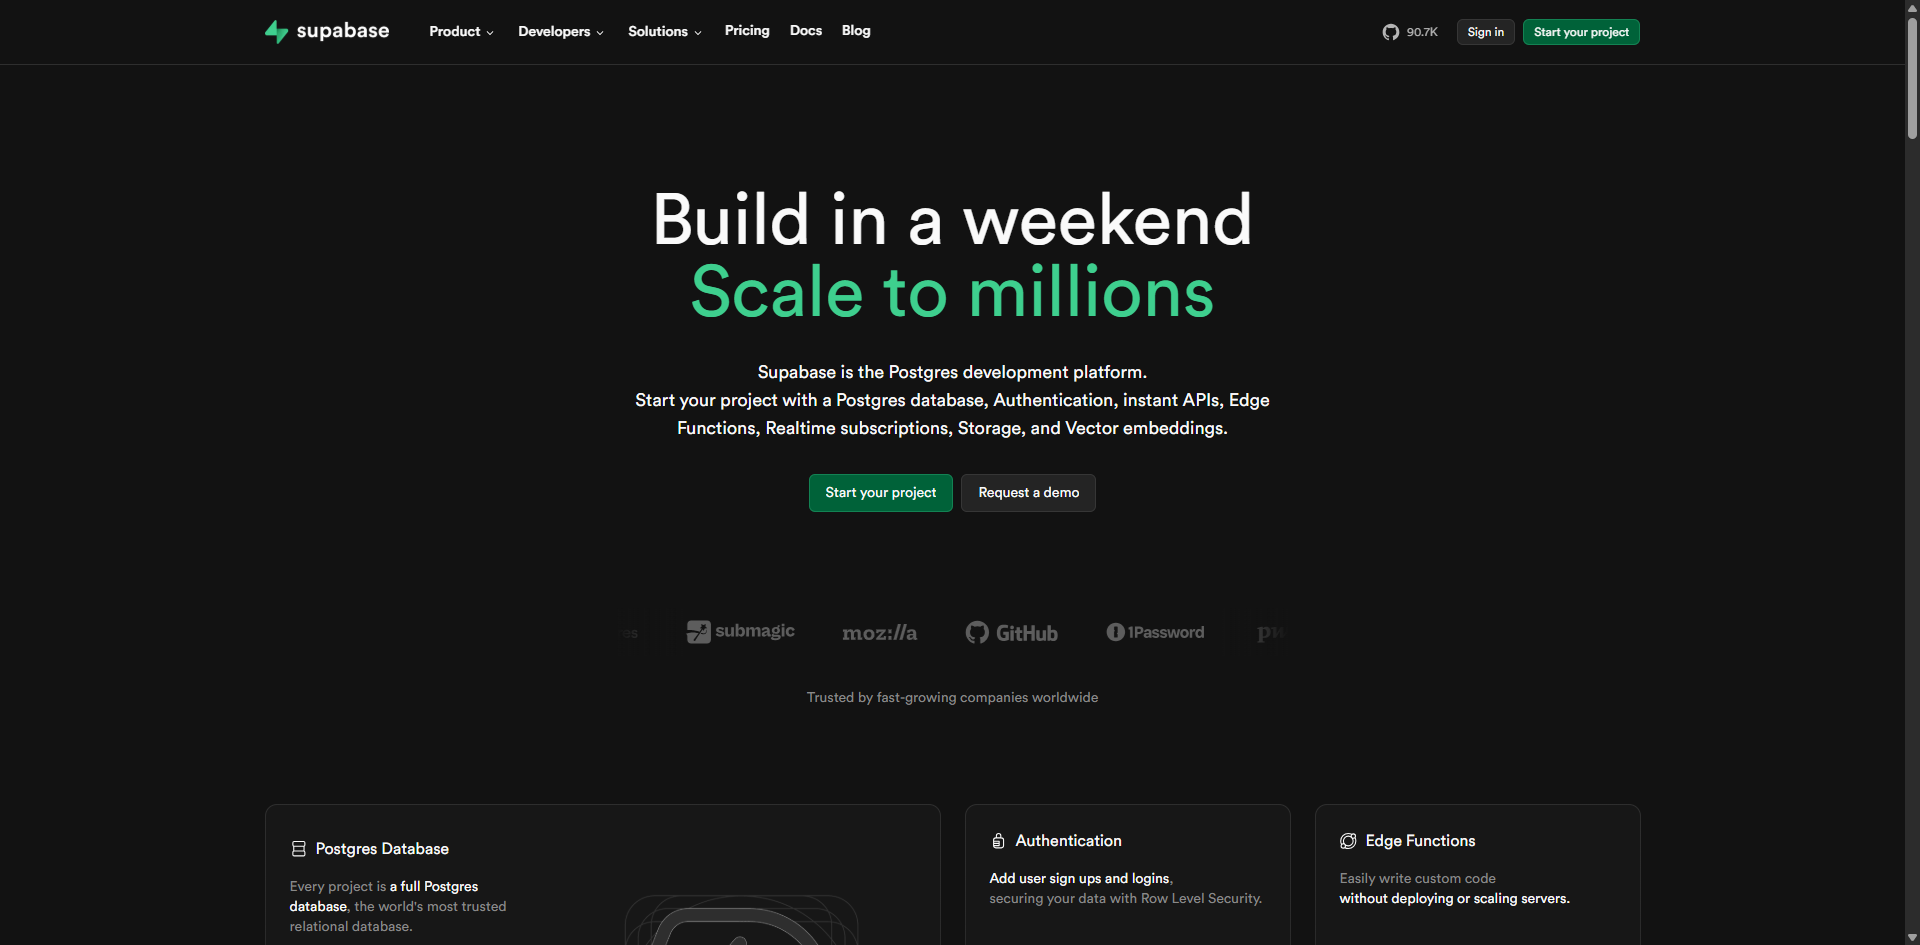 supabase
Product
Developers
Solutions
Pricing
Docs
Blog
90.7K
Sign in
Start your project
Build in a weekend
Scale to millions
Supabase is the Postgres development platform.
Start your project with a Postgres database, Authentication, instant APIs, Edge
Functions, Realtime subscriptions, Storage, and Vector embeddings.
Start your project
Request a demo
submagic
moz://a
GitHub
1Password
Trusted by fast-growing companies worldwide
Postgres Database
Every project is a full Postgres
database, the world's most trusted
relational database.
Authentication
Add user sign ups and logins,
securing your data with Row Level Security.
Edge Functions
Easily write custom code
without deploying or scaling servers.